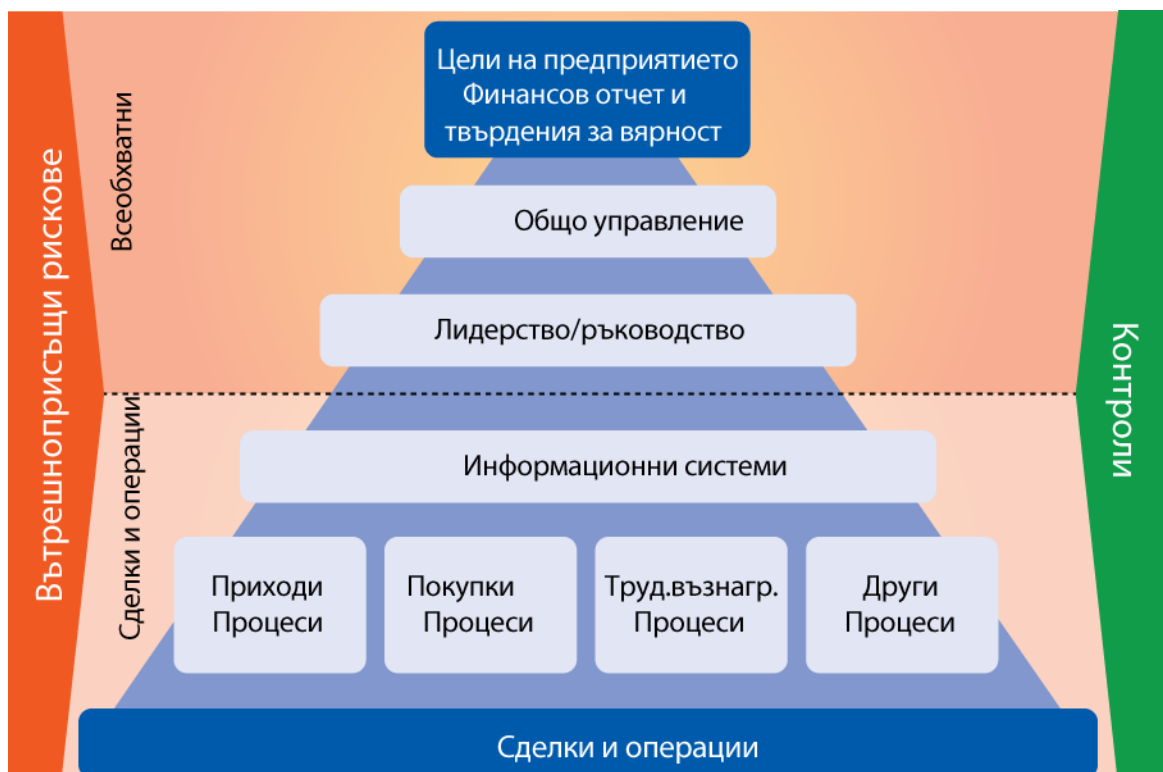 Цели на предприятието
Финансов отчет и
твърдения за вярност
Всеобхватни
Общо управление
Вътрешноприсъщи рискове
Лидерство/ръководство
Контроли
Сделки и операции
Информационни системи
Приходи
Процеси
Покупки
Процеси
Труд.възнагр.
Процеси
Други
Процеси
Сделки и операции